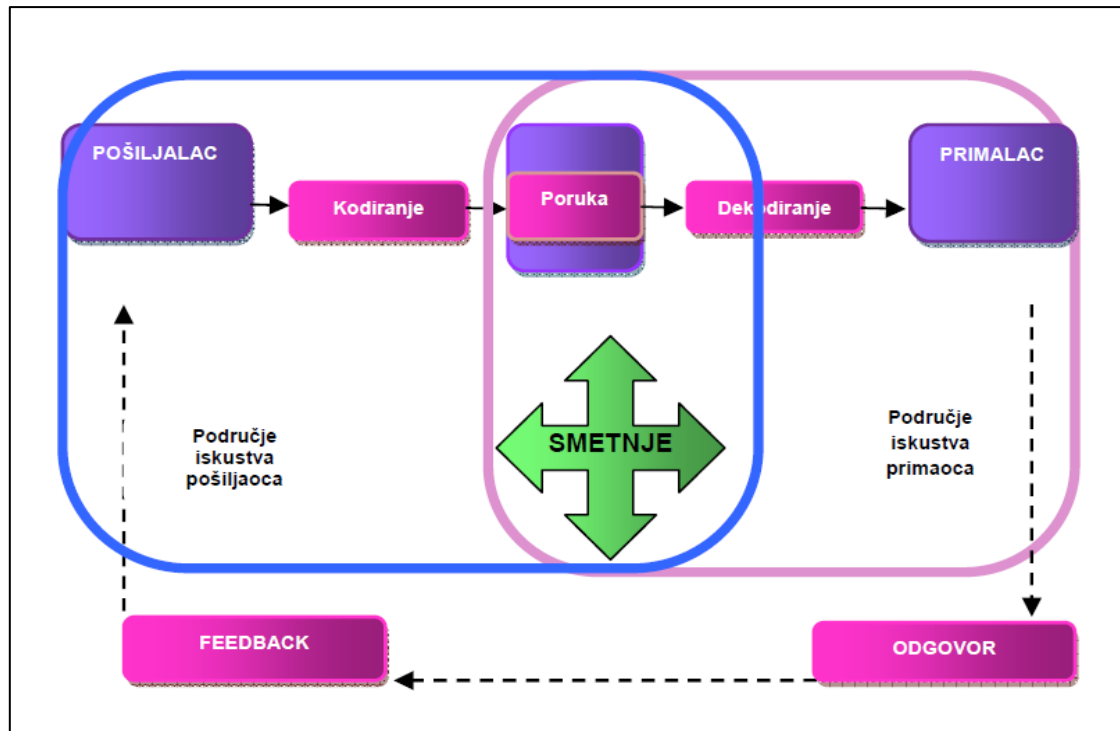 POŠILJALAC
PRIMALAC
Kodiranje
Poruka
Dekodiranje
SMETNJE
Područje
iskustva
pošiljaoca
Područje
iskustva
primaoca
FEEDBACK
ODGOVOR